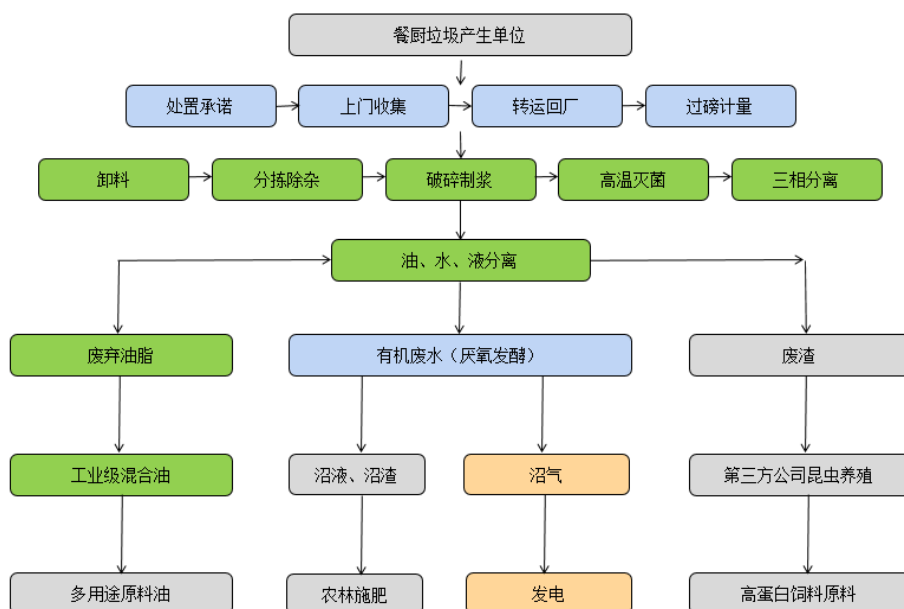 餐厨垃圾产生单位
处置承诺
上门收集
转运回厂
过磅计量
卸料
分拣除杂
破碎制浆
高温灭菌
三相分离
油、水、液分离
废弃油脂
有机废水（厌氧发酵）
废渣
工业级混合油
沼液、沼渣
沼气
第三方公司昆虫养殖
多用途原料油
农林施肥
发电
高蛋白饲料原料